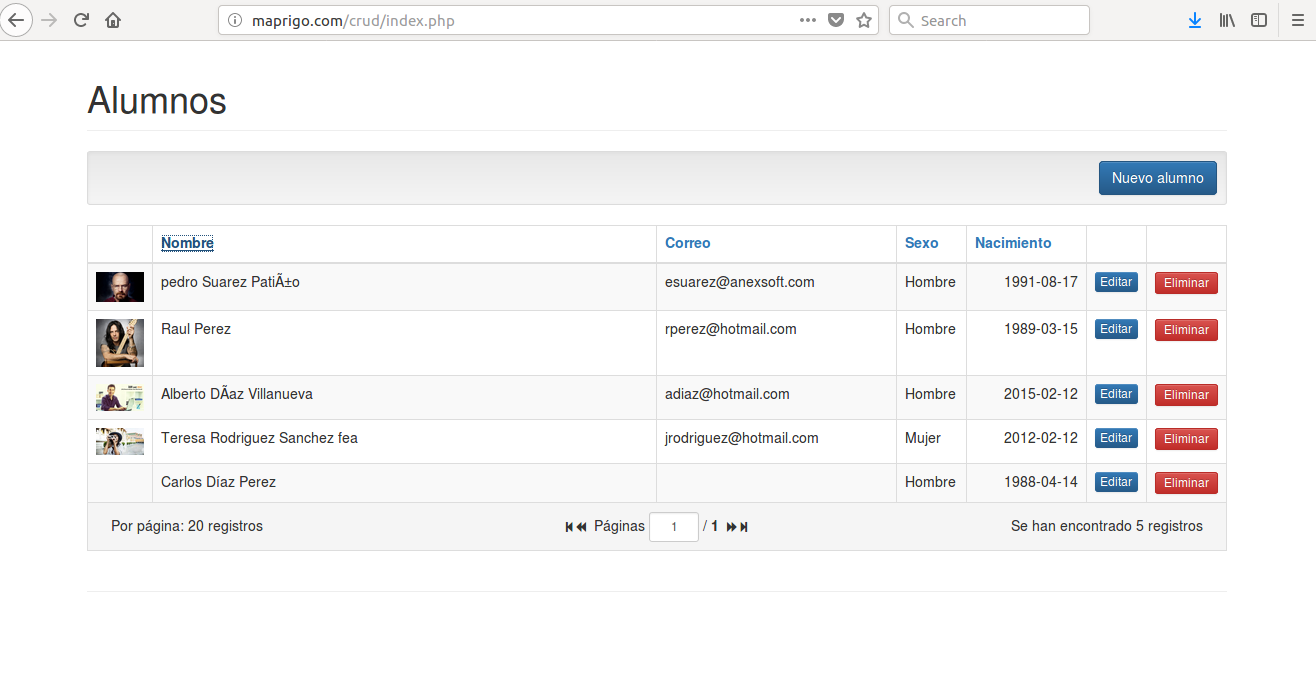 maprigo.com/crud/index.php Search
Alumnos
Nuevo alumno
Nombre Correo Sexo Nacimiento
pedro Suarez PatiÃ±o esuarez@anexsoft.com Hombre 1991-08-17 Editar Eliminar
Raul Perez rperez@hotmail.com Hombre 1989-03-15 Editar Eliminar
Alberto DÃaz Villanueva adiaz@hotmail.com Hombre 2015-02-12 Editar Eliminar
Teresa Rodriguez Sanchez fea jrodriguez@hotmail.com Mujer 2012-02-12 Editar Eliminar
Carlos Díaz Perez Hombre 1988-04-14 Editar Eliminar
Por página: 20 registros Páginas 1 / 1 Se han encontrado 5 registros